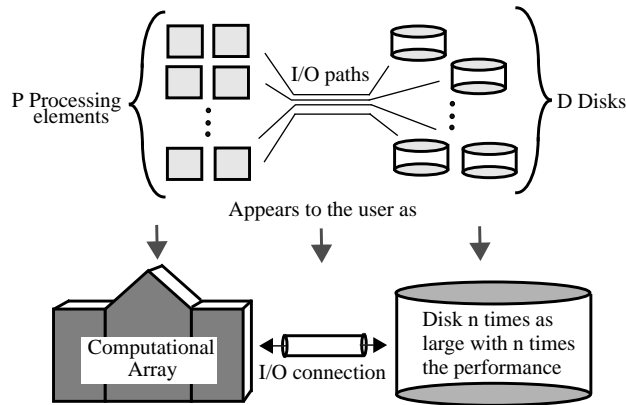 I/O paths
P Processing
elements
D Disks
Appears to the user as
Computational
Array
I/O connection
Disk n times as
large with n times
the performance